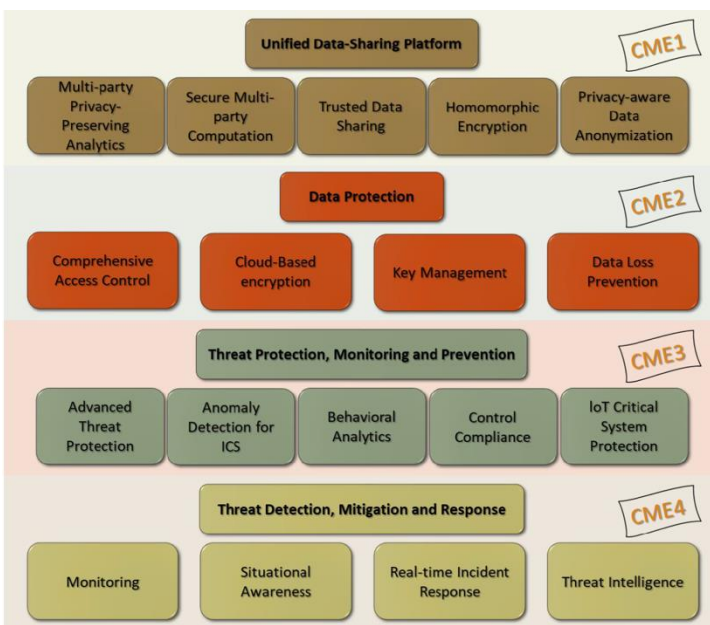 Unified Data-Sharing Platform
CME1
Multi-party
Privacy-
Preserving
Analytics
Secure Multi-
party
Computation
Trusted Data
Sharing
Homomorphic
Encryption
Privacy-aware
Data
Anonymization
Data Protection
CME2
Comprehensive
Access Control
Cloud-Based
encryption
Key Management
Data Loss
Prevention
Threat Protection, Monitoring and Prevention
CME3
Advanced
Threat
Protection
Anomaly
Detection for
ICS
Behavioral
Analytics
Control
Compliance
IoT Critical
System
Protection
Threat Detection, Mitigation and Response
CME4
Monitoring
Situational
Awareness
Real-time Incident
Response
Threat Intelligence